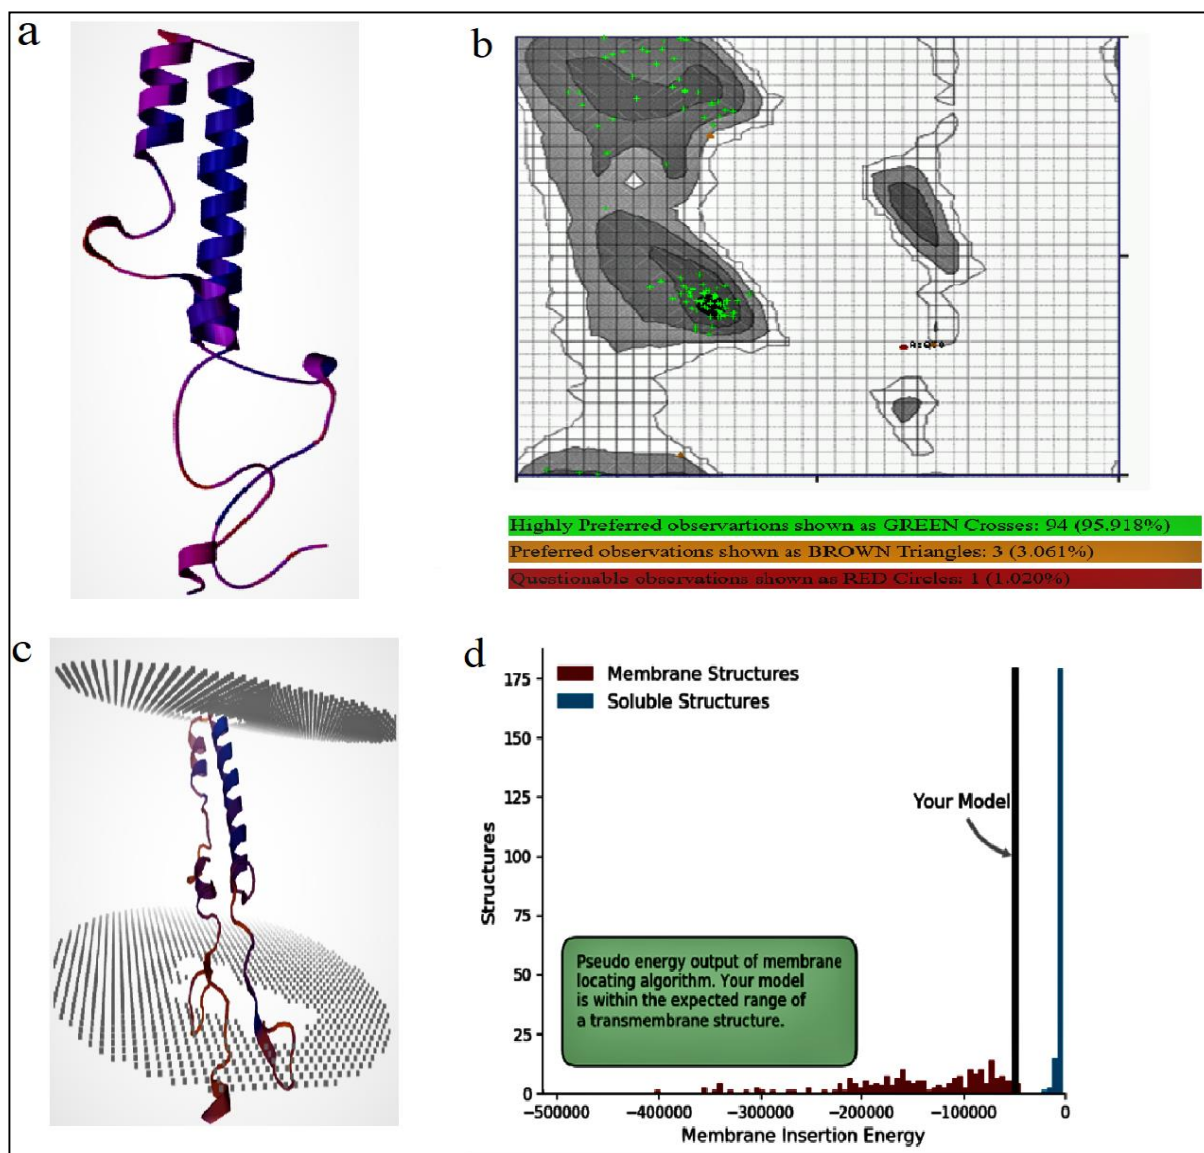 a
b
Highly Preferred observartions shown as GREEN Crosses: 94 (95.918%)
Preferred observations shown as BROWN Triangles: 3 (3.061%)
Questionable observations shown as RED Circles: 1 (1.020%)
c
d
Membrane Structures
Soluble Structures
Your Model
Pseudo energy output of membrane
locating algorithm. Your model
is within the expected range of
a transmembrane structure.
Structures
175
150
125
100
75
50
25
0
−500000 −400000 −300000 −200000 −100000 0
Membrane Insertion Energy